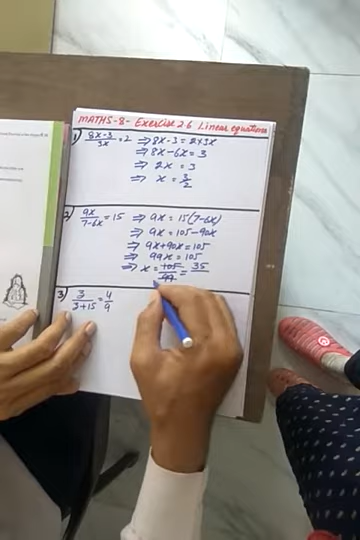 MATHS-8- Exercise 2.6 Linear equations
1) 8x-3/3x = 2 ⇒ 8x-3 = 2×3x
⇒ 8x-6x = 3
⇒ 2x = 3
⇒ x = 3/2
2) 9x/7-6x = 15 ⇒ 9x = 15(7-6x)
⇒ 9x = 105-90x
⇒ 9x+90x = 105
⇒ 99x = 105
⇒ x = 105/99 = 35
3) 3/3+15 = 4/9